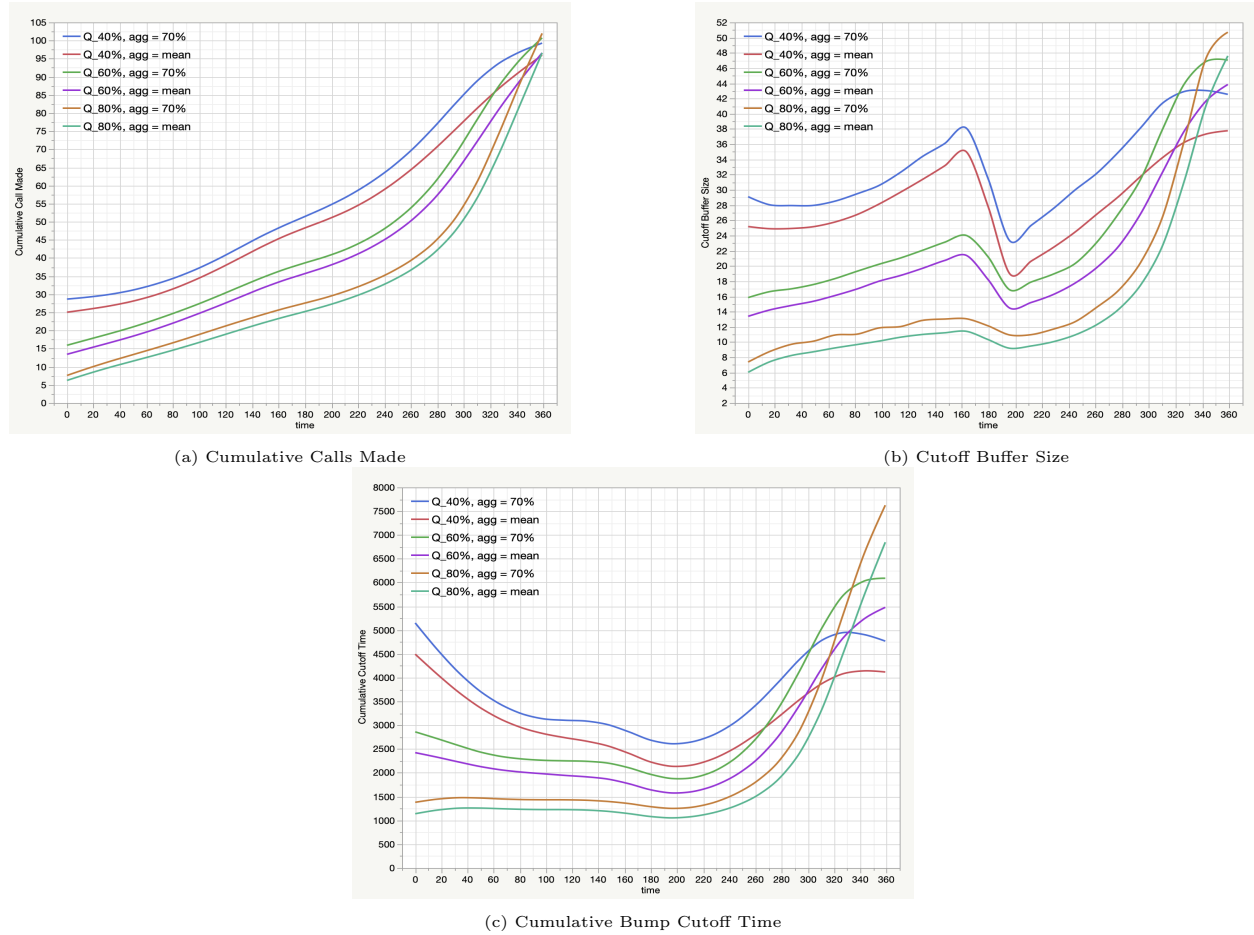 105
100
95
90
85
80
75
70
65
60
55
50
45
40
35
30
25
20
15
10
5
0
Cumulative Call Made
Q_40%, agg = 70%
Q_40%, agg = mean
Q_60%, agg = 70%
Q_60%, agg = mean
Q_80%, agg = 70%
Q_80%, agg = mean
0 20 40 60 80 100 120 140 160 180 200 220 240 260 280 300 320 340 360
time
(a) Cumulative Calls Made
52
50
48
46
44
42
40
38
36
34
32
30
28
26
24
22
20
18
16
14
12
10
8
6
4
2
Cutoff Buffer Size
Q_40%, agg = 70%
Q_40%, agg = mean
Q_60%, agg = 70%
Q_60%, agg = mean
Q_80%, agg = 70%
Q_80%, agg = mean
0 20 40 60 80 100 120 140 160 180 200 220 240 260 280 300 320 340 360
time
(b) Cutoff Buffer Size
8000
7500
7000
6500
6000
5500
5000
4500
4000
3500
3000
2500
2000
1500
1000
500
0
Cumulative Cutoff Time
Q_40%, agg = 70%
Q_40%, agg = mean
Q_60%, agg = 70%
Q_60%, agg = mean
Q_80%, agg = 70%
Q_80%, agg = mean
0 20 40 60 80 100 120 140 160 180 200 220 240 260 280 300 320 340 360
time
(c) Cumulative Bump Cutoff Time